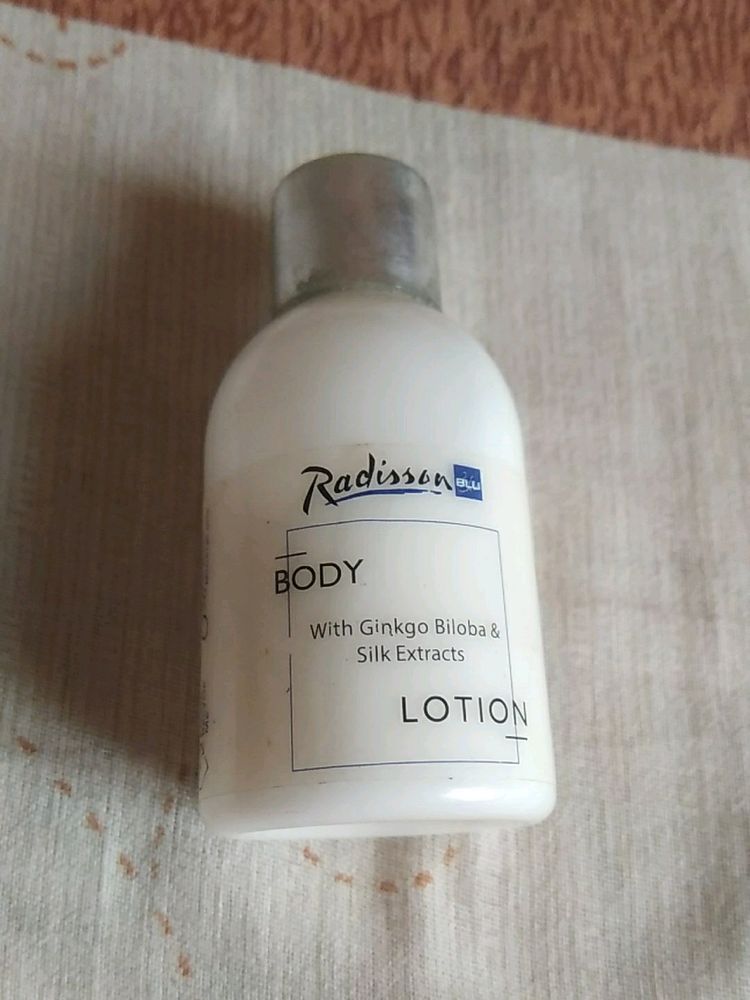 Radisson BLU
BODY
With Ginkgo Biloba &
Silk Extracts
LOTION